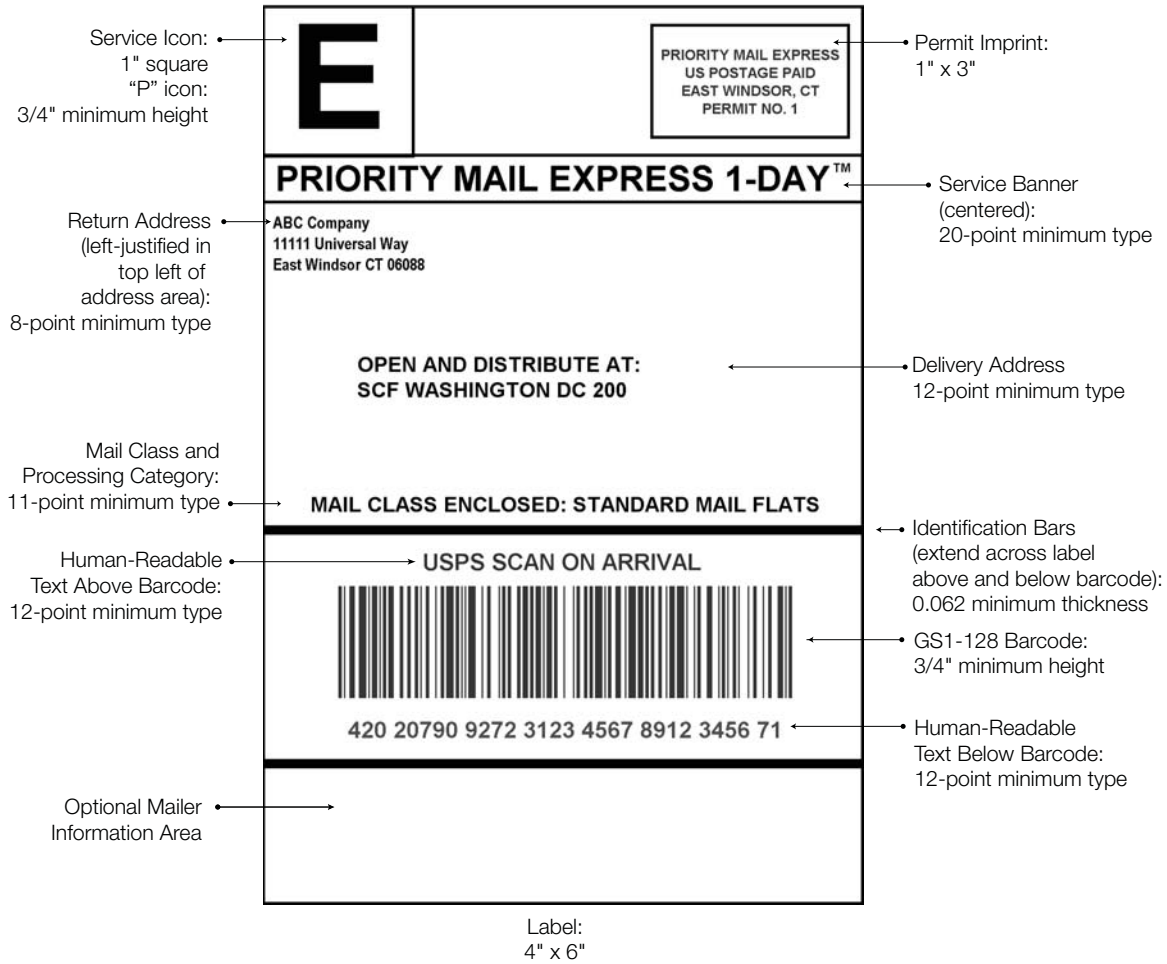 Service Icon:
1" square
“P” icon:
3/4" minimum height
E
PRIORITY MAIL EXPRESS
US POSTAGE PAID
EAST WINDSOR, CT
PERMIT NO. 1
Permit Imprint:
1" x 3"
PRIORITY MAIL EXPRESS 1-DAY™
Service Banner
(centered):
20-point minimum type
Return Address
(left-justified in
top left of
address area):
8-point minimum type
ABC Company
11111 Universal Way
East Windsor CT 06088
OPEN AND DISTRIBUTE AT:
SCF WASHINGTON DC 200
Delivery Address
12-point minimum type
Mail Class and
Processing Category:
11-point minimum type
MAIL CLASS ENCLOSED: STANDARD MAIL FLATS
Identification Bars
(extend across label
above and below barcode):
0.062 minimum thickness
Human-Readable
Text Above Barcode:
12-point minimum type
USPS SCAN ON ARRIVAL
GS1-128 Barcode:
3/4" minimum height
420 20790 9272 3123 4567 8912 3456 71
Human-Readable
Text Below Barcode:
12-point minimum type
Optional Mailer
Information Area
Label:
4" x 6"